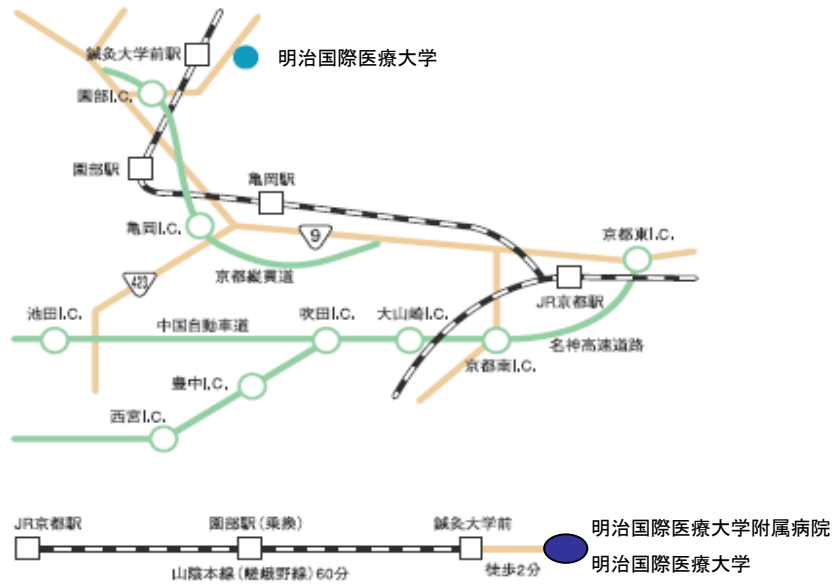 鍼灸大学前駅
明治国際医療大学
園部I.C.
園部駅
亀岡駅
亀岡I.C.
9
京都東I.C.
423
京都縦貫道
JR京都駅
池田I.C.
中国自動車道
吹田I.C.
大山崎I.C.
名神高速道路
京都南I.C.
豊中I.C.
西宮I.C.
JR京都駅
園部駅(乗換)
鍼灸大学前
明治国際医療大学附属病院
明治国際医療大学
山陰本線(嵯峨野線)60分
徒歩2分